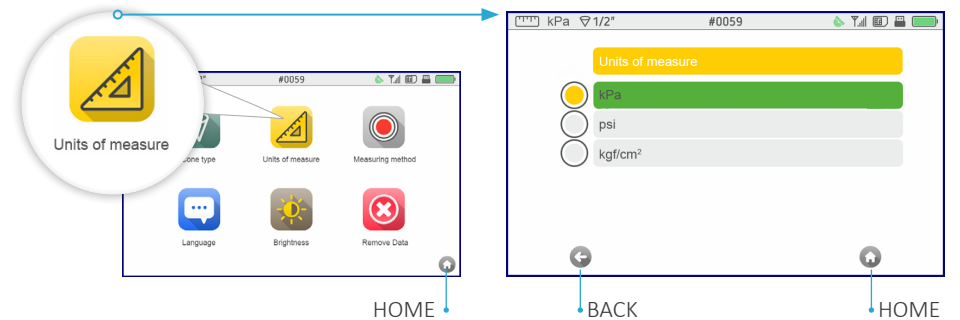 Units of measure
" #0059
Cone type
Units of measure
Measuring method
Language
Brightness
Remove Data
HOME
kPa 1/2" #0059
Units of measure
kPa
psi
kgf/cm²
BACK
HOME